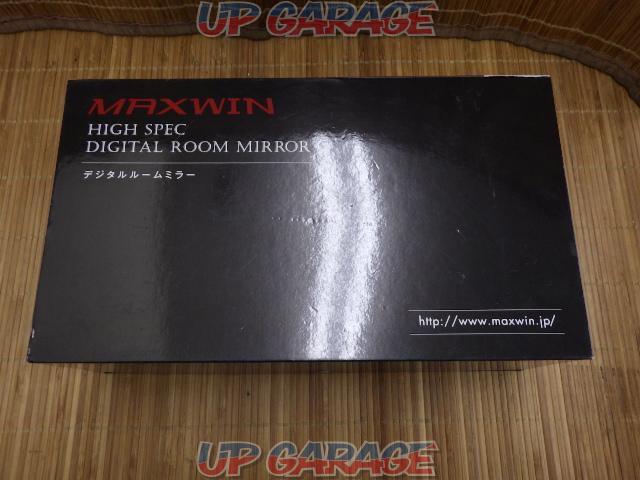 UP GARAGE
MAXWIN
HIGH SPEC
DIGITAL ROOM MIRROR
デジタルルームミラー
http://www.maxwin.jp/
UP GARAGE